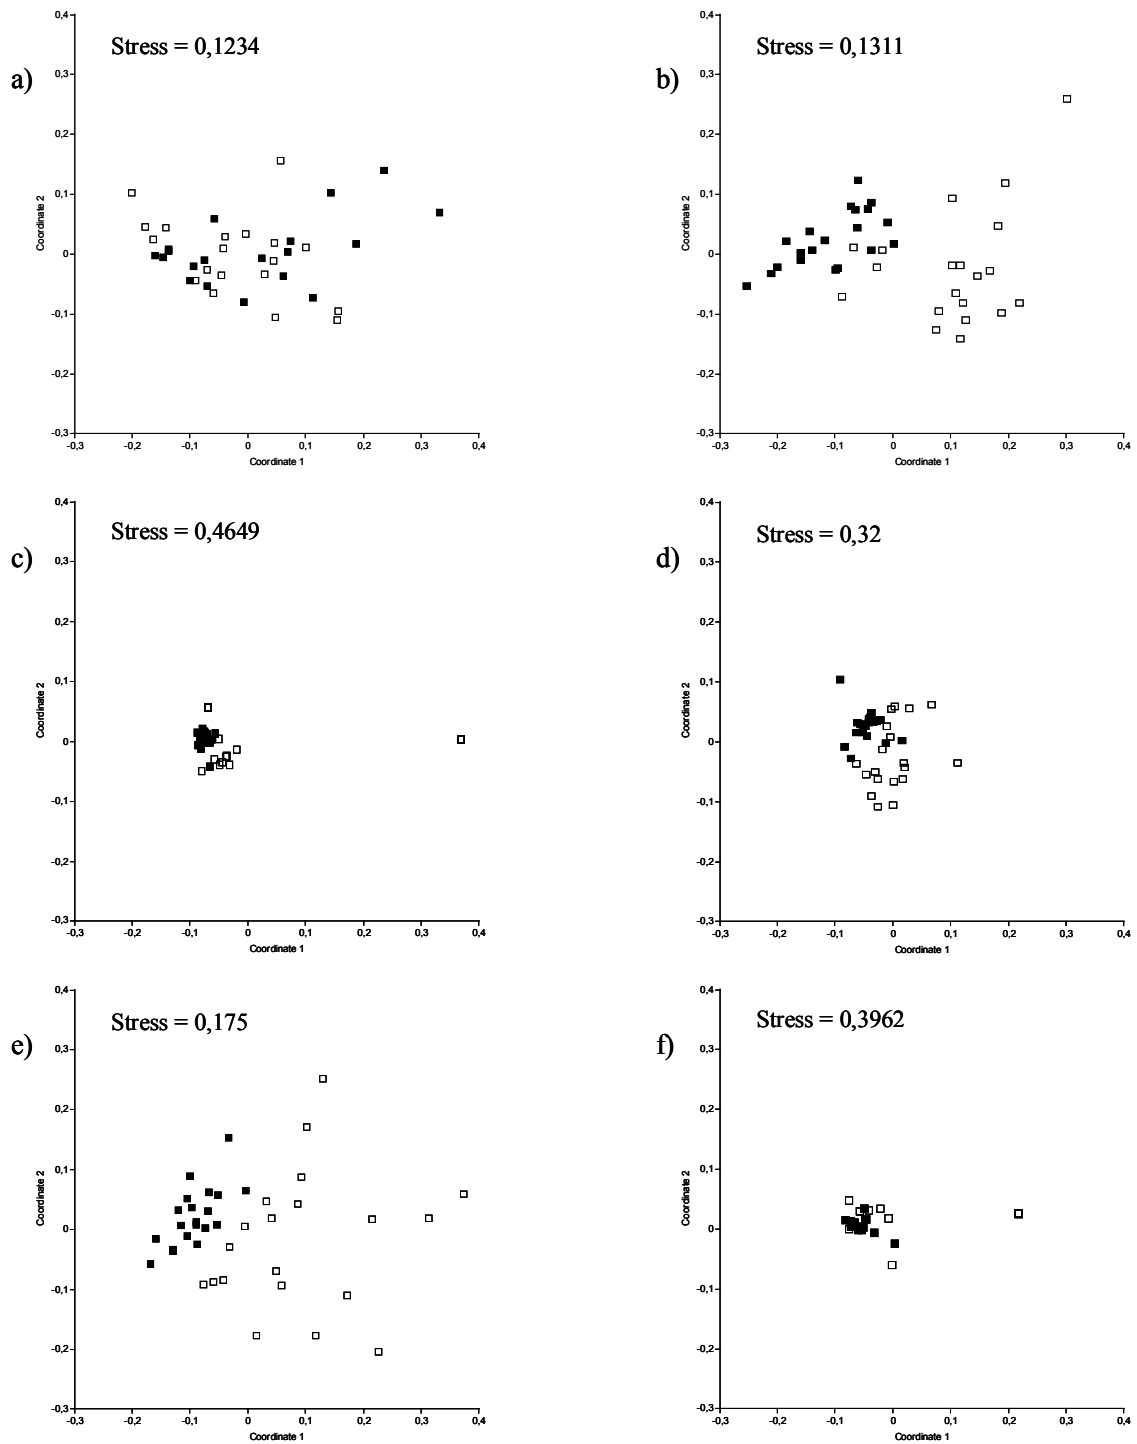 a)
Stress = 0,1234
0,4
0,3
0,2
0,1
0
-0,1
-0,2
-0,3
Coordinate 2
-0,3 -0,2 -0,1 0 0,1 0,2 0,3 0,4
Coordinate 1
b)
Stress = 0,1311
0,4
0,3
0,2
0,1
0
-0,1
-0,2
-0,3
Coordinate 2
-0,3 -0,2 -0,1 0 0,1 0,2 0,3 0,4
Coordinate 1
c)
Stress = 0,4649
0,4
0,3
0,2
0,1
0
-0,1
-0,2
-0,3
Coordinate 2
-0,3 -0,2 -0,1 0 0,1 0,2 0,3 0,4
Coordinate 1
d)
Stress = 0,32
0,4
0,3
0,2
0,1
0
-0,1
-0,2
-0,3
Coordinate 2
-0,3 -0,2 -0,1 0 0,1 0,2 0,3 0,4
Coordinate 1
e)
Stress = 0,175
0,4
0,3
0,2
0,1
0
-0,1
-0,2
-0,3
Coordinate 2
-0,3 -0,2 -0,1 0 0,1 0,2 0,3 0,4
Coordinate 1
f)
Stress = 0,3962
0,4
0,3
0,2
0,1
0
-0,1
-0,2
-0,3
Coordinate 2
-0,3 -0,2 -0,1 0 0,1 0,2 0,3 0,4
Coordinate 1